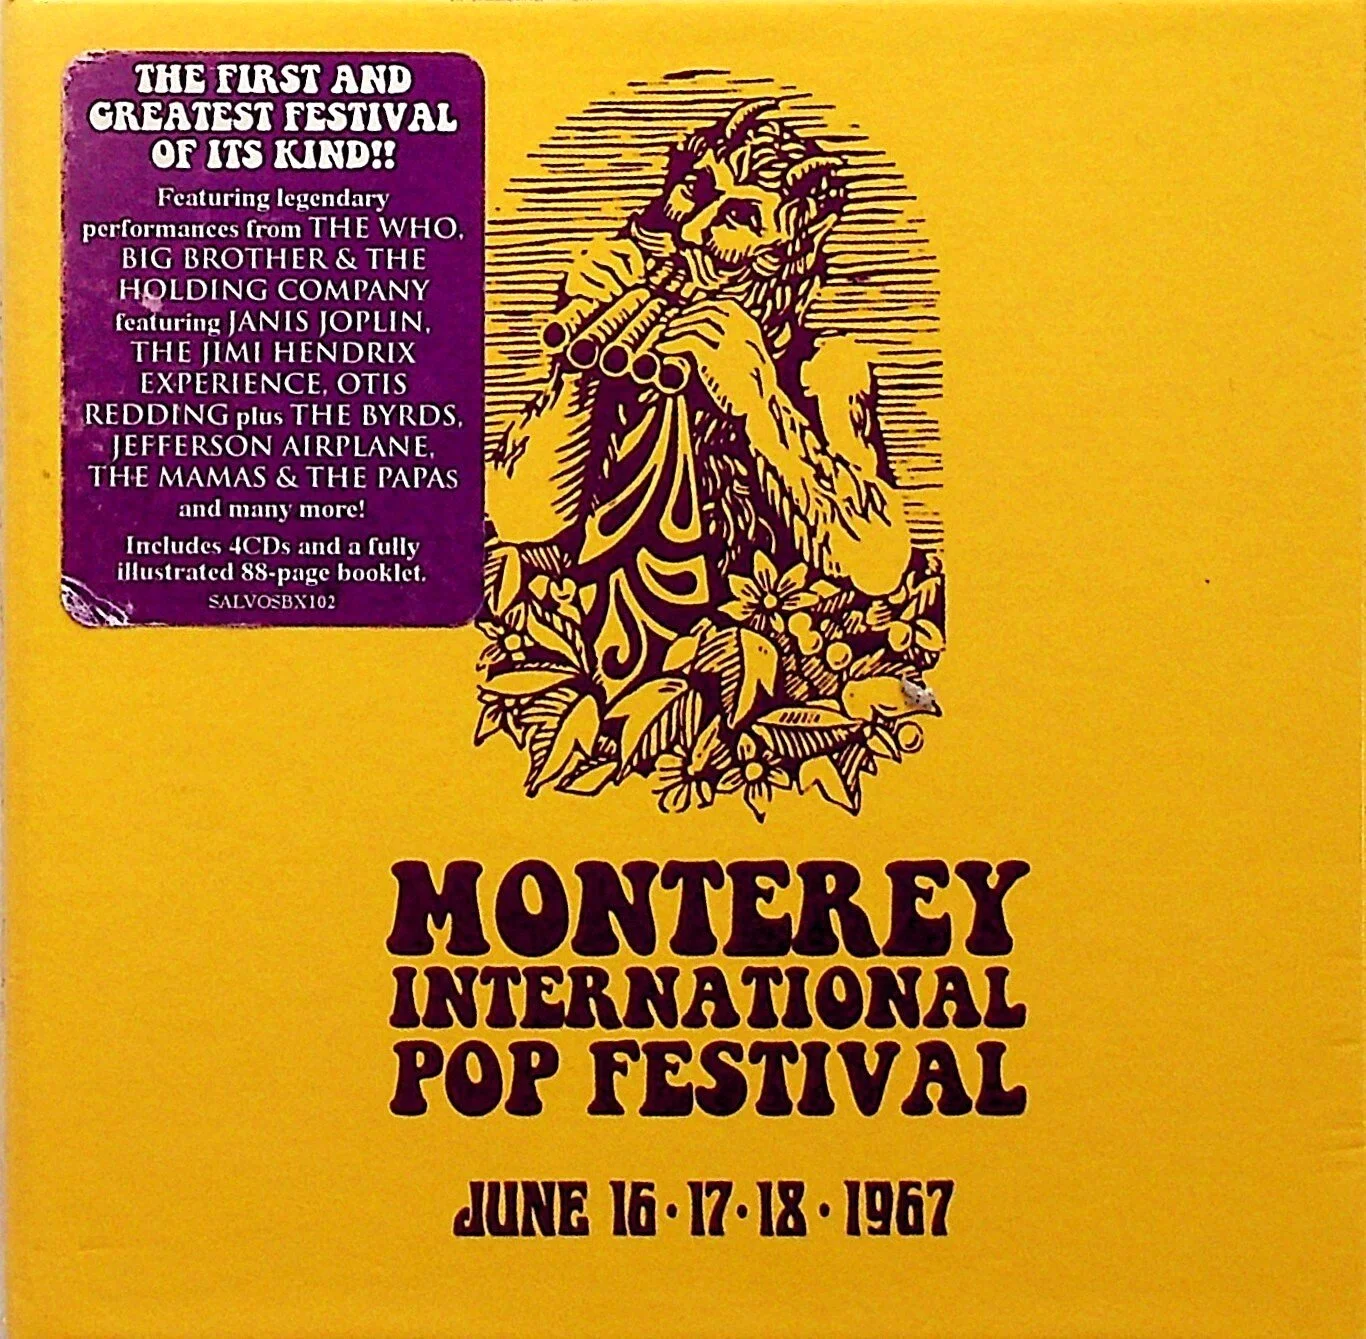 THE FIRST AND
GREATEST FESTIVAL
OF ITS KIND!!
Featuring legendary
performances from THE WHO,
BIG BROTHER & THE
HOLDING COMPANY
featuring JANIS JOPLIN,
THE JIMI HENDRIX
EXPERIENCE, OTIS
REDDING plus THE BYRDS,
JEFFERSON AIRPLANE,
THE MAMAS & THE PAPAS
and many more!
Includes 4CDs and a fully
illustrated 88-page booklet.
SALVOSBX102
MONTEREY
INTERNATIONAL
POP FESTIVAL
JUNE 16·17·18·1967